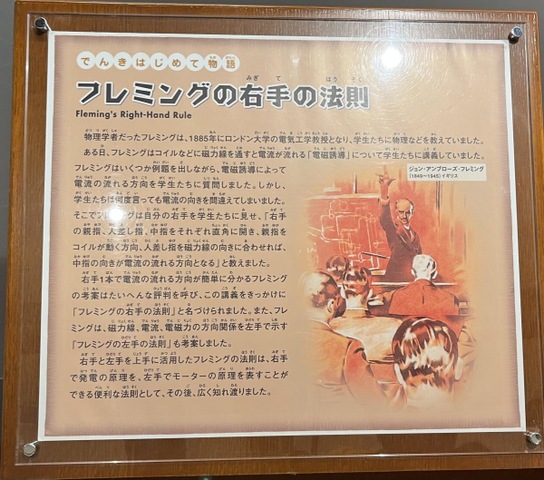 でんきはじめて物語
フレミングの右手の法則
Fleming's Right-Hand Rule
物理学者だったフレミングは、1885年にロンドン大学の電気工学教授となり、学生たちに物理などを教えていました。
ある日、フレミングはコイルなどに磁力線を通すと電流が流れる「電磁誘導」について学生たちに講義していました。
フレミングはいくつか例題を出しながら、電磁誘導によって
電流の流れる方向を学生たちに質問しました。しかし、
学生たちは何度言っても電流の向きを間違えてしまいました。
そこでフレミングは自分の右手を学生たちに見せ、「右手
の親指、人差し指、中指をそれぞれ直角に開き、親指を
コイルが動く方向、人差し指を磁力線の向きに合わせれば、
中指の向きが電流の流れる方向となる」と教えました。
右手1本で電流の流れる方向が簡単に分かるフレミング
の考案はたいへんな評判を呼び、この講義をきっかけに
「フレミングの右手の法則」と名づけられました。また、フレ
ミングは、磁力線、電流、電磁力の方向関係を左手で示す
「フレミングの左手の法則」も考案しました。
右手と左手を上手に活用したフレミングの法則は、右手
で発電の原理を、左手でモーターの原理を表すことが
できる便利な法則として、その後、広く知れ渡りました。
ジョン・アンブローズ・フレミング
(1849〜1945) イギリス